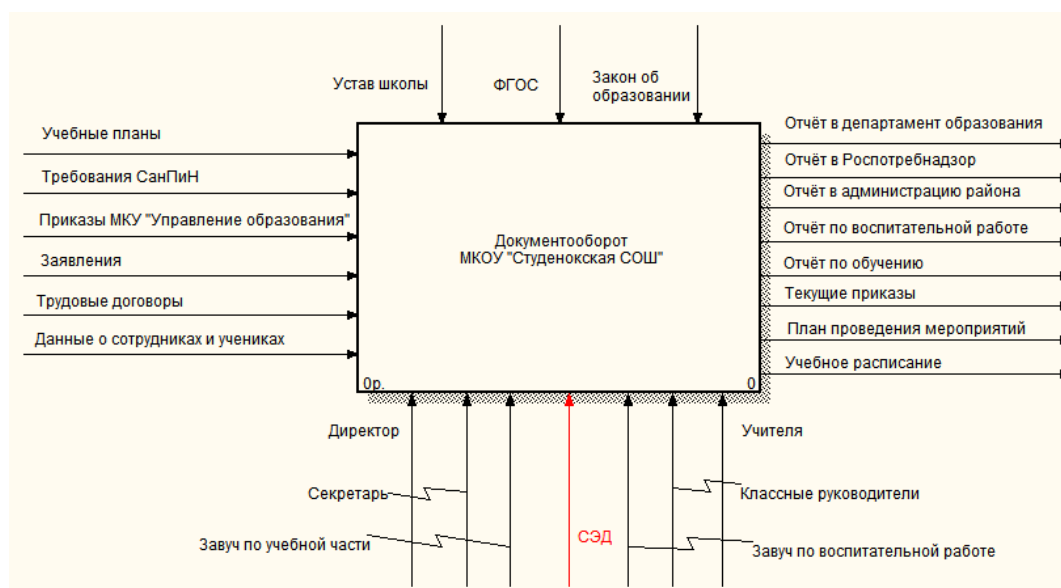 Устав школы
ФГОС
Закон об
образовании
Учебные планы
Требования СанПиН
Приказы МКУ "Управление образования"
Заявления
Трудовые договоры
Данные о сотрудниках и учениках
Документооборот
МКОУ "Студенокская СОШ"
0р.
0
Отчёт в департамент образования
Отчёт в Роспотребнадзор
Отчёт в администрацию района
Отчёт по воспитательной работе
Отчёт по обучению
Текущие приказы
План проведения мероприятий
Учебное расписание
Директор
Учителя
Секретарь
Классные руководители
Завуч по учебной части
СЭД
Завуч по воспитательной работе